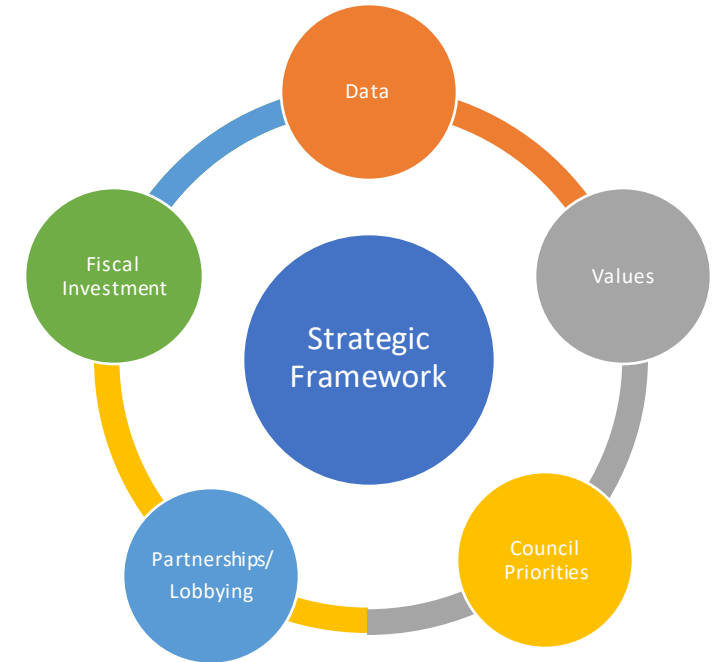 Data
Values
Council
Priorities
Partnerships/
Lobbying
Fiscal
Investment
Strategic
Framework